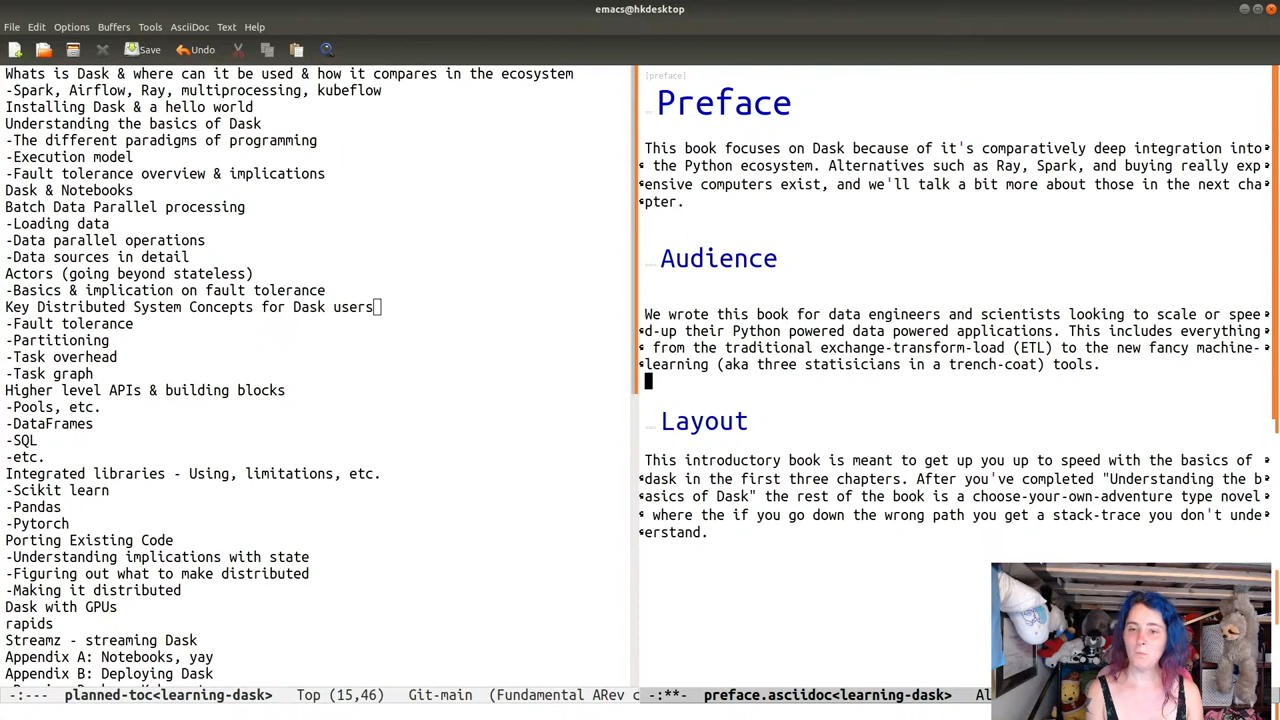 emacs@hkdesktop
File Edit Options Buffers Tools AsciiDoc Text Help
Save Undo
Whats is Dask & where can it be used & how it compares in the ecosystem
-Spark, Airflow, Ray, multiprocessing, kubeflow
Installing Dask & a hello world
Understanding the basics of Dask
-The different paradigms of programming
-Execution model
-Fault tolerance overview & implications
Dask & Notebooks
Batch Data Parallel processing
-Loading data
-Data parallel operations
-Data sources in detail
Actors (going beyond stateless)
-Basics & implication on fault tolerance
Key Distributed System Concepts for Dask users
-Fault tolerance
-Partitioning
-Task overhead
-Task graph
Higher level APIs & building blocks
-Pools, etc.
-DataFrames
-SQL
-etc.
Integrated libraries - Using, limitations, etc.
-Scikit learn
-Pandas
-Pytorch
Porting Existing Code
-Understanding implications with state
-Figuring out what to make distributed
-Making it distributed
Dask with GPUs
rapids
Streamz - streaming Dask
Appendix A: Notebooks, yay
Appendix B: Deploying Dask
-:--- planned-toc<learning-dask> Top (15,46) Git-main (Fundamental ARev c
[preface]
Preface
This book focuses on Dask because of it's comparatively deep integration into
the Python ecosystem. Alternatives such as Ray, Spark, and buying really exp
ensive computers exist, and we'll talk a bit more about those in the next cha
pter.
Audience
We wrote this book for data engineers and scientists looking to scale or spee
d-up their Python powered data powered applications. This includes everything
from the traditional exchange-transform-load (ETL) to the new fancy machine-
learning (aka three statisicians in a trench-coat) tools.
Layout
This introductory book is meant to get up you up to speed with the basics of
dask in the first three chapters. After you've completed "Understanding the b
asics of Dask" the rest of the book is a choose-your-own-adventure type novel
where the if you go down the wrong path you get a stack-trace you don't unde
erstand.
-:**- preface.asciidoc<learning-dask> Al